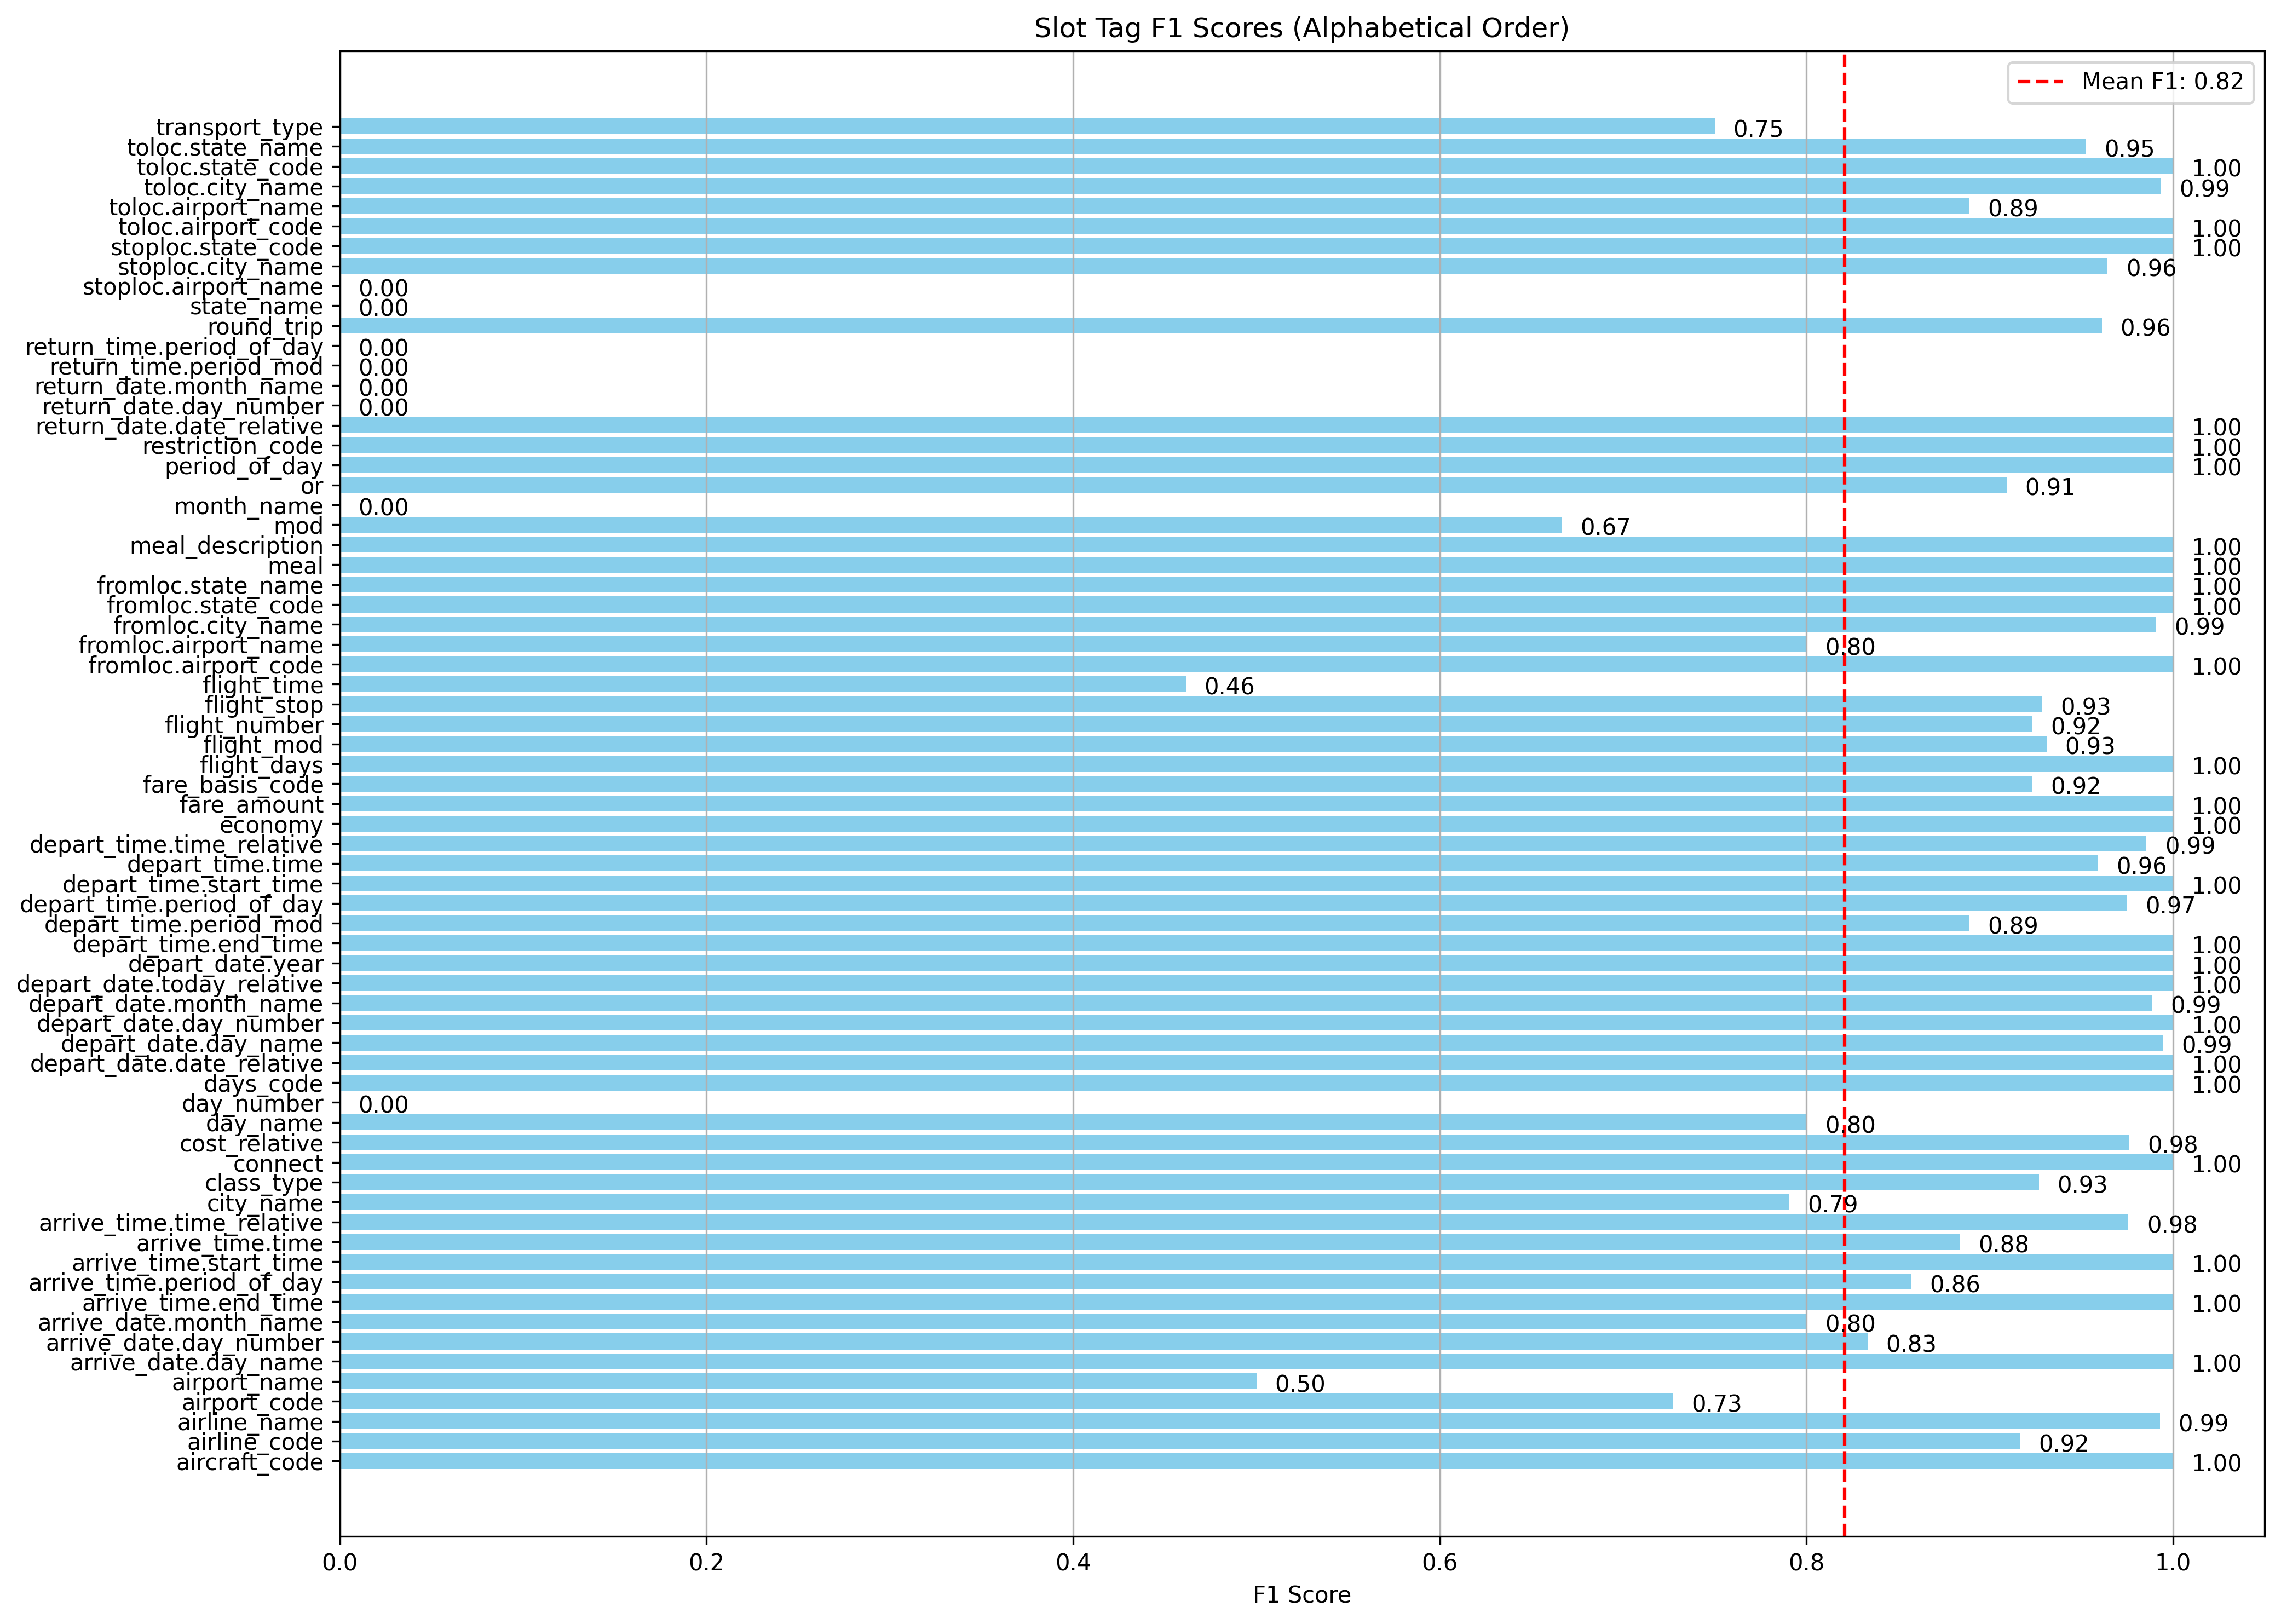 Slot Tag F1 Scores (Alphabetical Order)
Mean F1: 0.82
transport_type 0.75
toloc.state_name 0.95
toloc.state_code 1.00
toloc.city_name 0.99
toloc.airport_name 0.89
toloc.airport_code 1.00
stoploc.state_code 1.00
stoploc.city_name 0.96
stoploc.airport_name 0.00
state_name 0.00
round_trip 0.96
return_time.period_of_day 0.00
return_time.period_mod 0.00
return_date.month_name 0.00
return_date.day_number 0.00
return_date.date_relative 1.00
restriction_code 1.00
period_of_day 1.00
or 0.91
month_name 0.00
mod 0.67
meal_description 1.00
meal 1.00
fromloc.state_name 1.00
fromloc.state_code 1.00
fromloc.city_name 0.99
fromloc.airport_name 0.80
fromloc.airport_code 1.00
flight_time 0.46
flight_stop 0.93
flight_number 0.92
flight_mod 0.93
flight_days 1.00
fare_basis_code 0.92
fare_amount 1.00
economy 1.00
depart_time.time_relative 0.99
depart_time.time 0.96
depart_time.start_time 1.00
depart_time.period_of_day 0.97
depart_time.period_mod 0.89
depart_time.end_time 1.00
depart_date.year 1.00
depart_date.today_relative 1.00
depart_date.month_name 0.99
depart_date.day_number 1.00
depart_date.day_name 0.99
depart_date.date_relative 1.00
days_code 1.00
day_number 0.00
day_name 0.80
cost_relative 0.98
connect 1.00
class_type 0.93
city_name 0.79
arrive_time.time_relative 0.98
arrive_time.time 0.88
arrive_time.start_time 1.00
arrive_time.period_of_day 0.86
arrive_time.end_time 1.00
arrive_date.month_name 0.80
arrive_date.day_number 0.83
arrive_date.day_name 1.00
airport_name 0.50
airport_code 0.73
airline_name 0.99
airline_code 0.92
aircraft_code 1.00
0.0 0.2 0.4 0.6 0.8 1.0
F1 Score